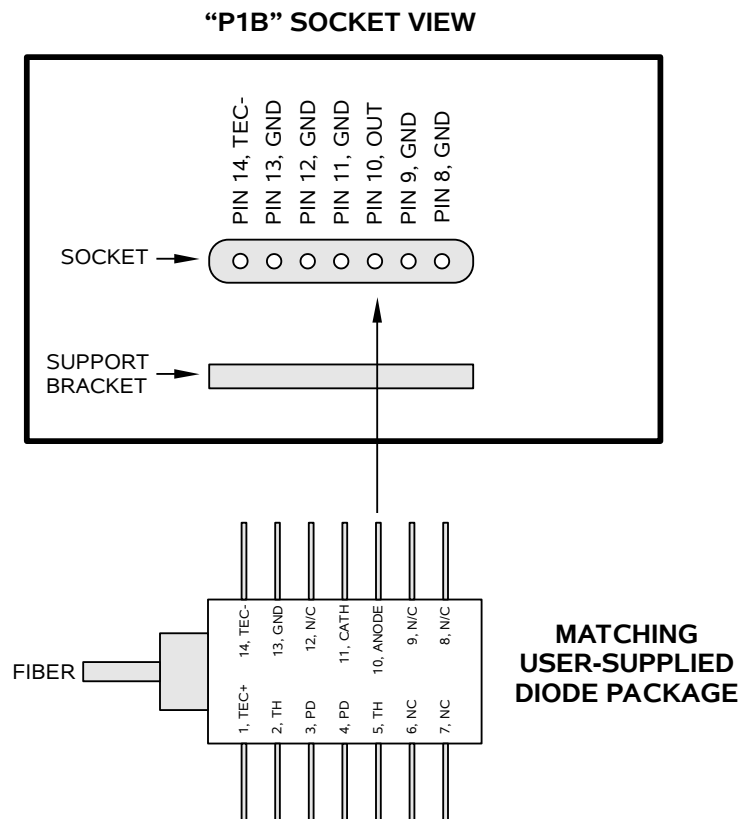 “P1B” SOCKET VIEW
PIN 14, TEC-
PIN 13, GND
PIN 12, GND
PIN 11, GND
PIN 10, OUT
PIN 9, GND
PIN 8, GND
SOCKET
SUPPORT
BRACKET
14, TEC-
13, GND
12, N/C
11, CATH
10, ANODE
9, N/C
8, N/C
FIBER
1, TEC+
2, TH
3, PD
4, PD
5, TH
6, NC
7, NC
MATCHING
USER-SUPPLIED
DIODE PACKAGE